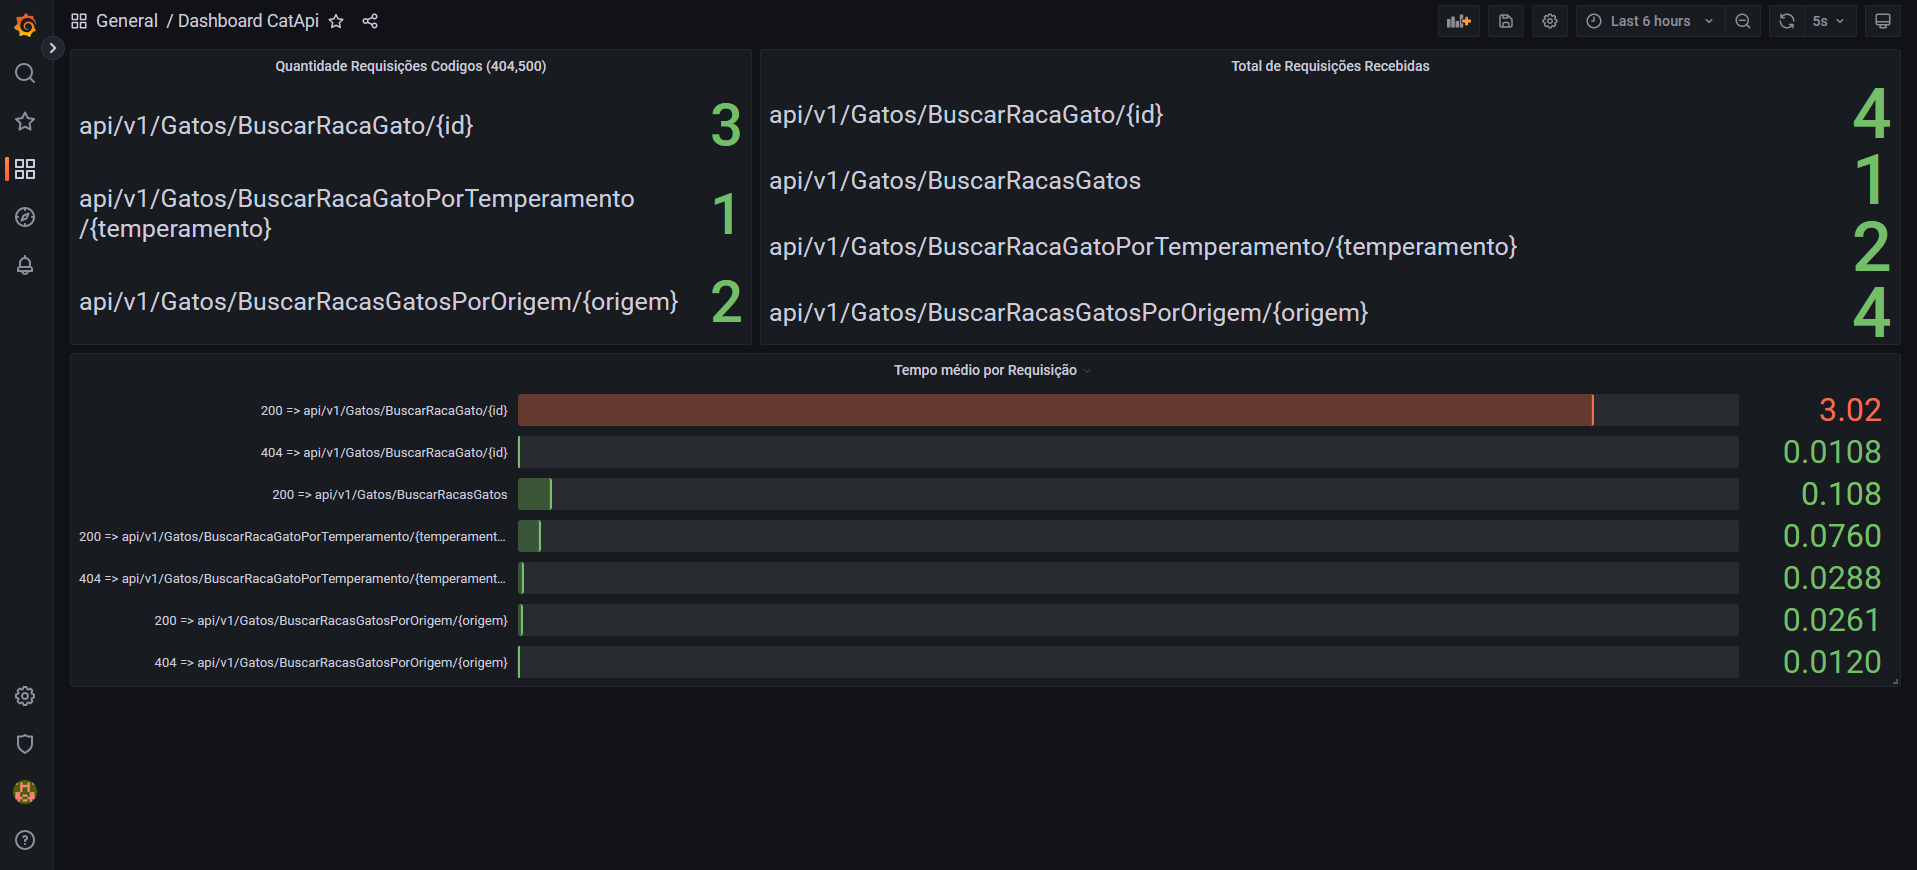 General / Dashboard CatApi
Last 6 hours
5s
Quantidade Requisições Codigos (404,500)
api/v1/Gatos/BuscarRacaGato/{id} 3
api/v1/Gatos/BuscarRacaGatoPorTemperamento
/{temperamento} 1
api/v1/Gatos/BuscarRacasGatosPorOrigem/{origem} 2
Total de Requisições Recebidas
api/v1/Gatos/BuscarRacaGato/{id} 4
api/v1/Gatos/BuscarRacasGatos 1
api/v1/Gatos/BuscarRacaGatoPorTemperamento/{temperamento} 2
api/v1/Gatos/BuscarRacasGatosPorOrigem/{origem} 4
Tempo médio por Requisição
200 => api/v1/Gatos/BuscarRacaGato/{id} 3.02
404 => api/v1/Gatos/BuscarRacaGato/{id} 0.0108
200 => api/v1/Gatos/BuscarRacasGatos 0.108
200 => api/v1/Gatos/BuscarRacaGatoPorTemperamento/{temperament... 0.0760
404 => api/v1/Gatos/BuscarRacaGatoPorTemperamento/{temperament... 0.0288
200 => api/v1/Gatos/BuscarRacasGatosPorOrigem/{origem} 0.0261
404 => api/v1/Gatos/BuscarRacasGatosPorOrigem/{origem} 0.0120